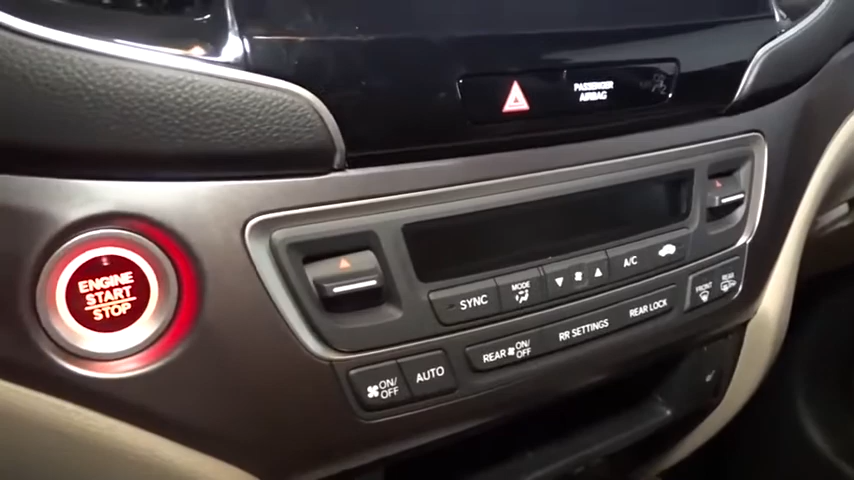 PASSENGER
AIRBAG
ENGINE
START
STOP
SYNC
MODE
A/C
REAR ON/OFF
RR SETTINGS
REAR LOCK
FRONT
REAR
ON/OFF
AUTO